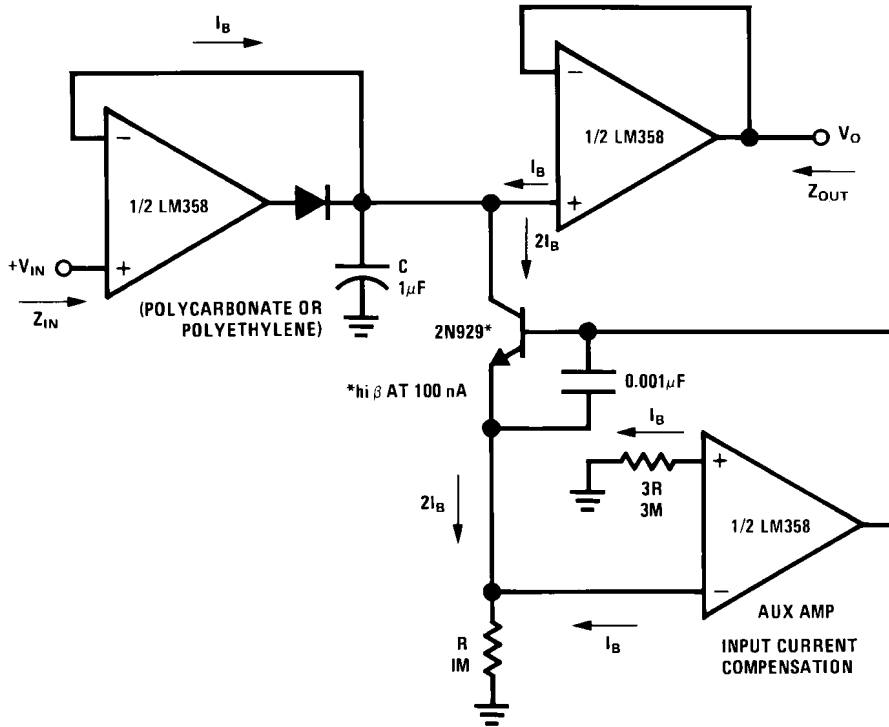 I_B
−
1/2 LM358
+V_IN
+
Z_IN
(POLYCARBONATE OR
POLYETHYLENE)
C
1µF
−
1/2 LM358
+
V_O
Z_OUT
I_B
2I_B
2N929*
*hi β AT 100 nA
0.001µF
I_B
3R
3M
+
1/2 LM358
−
2I_B
R
1M
I_B
AUX AMP
INPUT CURRENT
COMPENSATION